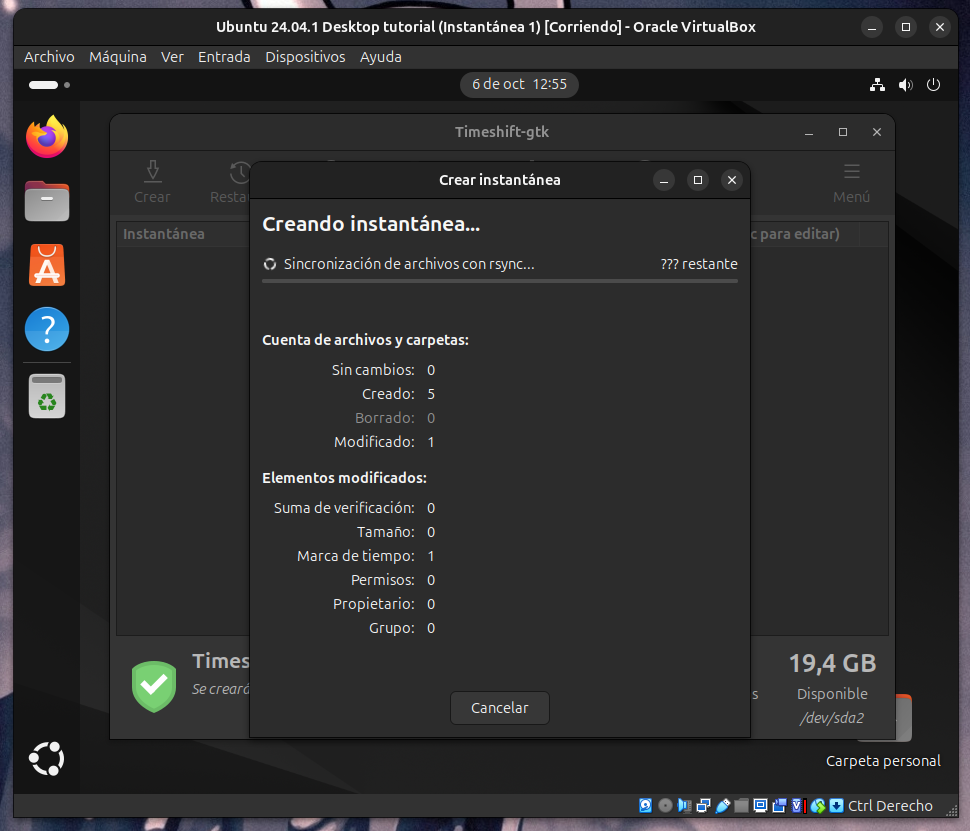 Ubuntu 24.04.1 Desktop tutorial (Instantánea 1) [Corriendo] - Oracle VirtualBox
Archivo Máquina Ver Entrada Dispositivos Ayuda
6 de oct 12:55
Timeshift-gtk
Crear Resta Menú
Crear instantánea
Instantánea
c para editar)
Creando instantánea...
Sincronización de archivos con rsync... ??? restante
Cuenta de archivos y carpetas:
Sin cambios: 0
Creado: 5
Borrado: 0
Modificado: 1
Elementos modificados:
Suma de verificación: 0
Tamaño: 0
Marca de tiempo: 1
Permisos: 0
Propietario: 0
Grupo: 0
Cancelar
Times
Se creará
19,4 GB
s Disponible
/dev/sda2
Carpeta personal
Ctrl Derecho